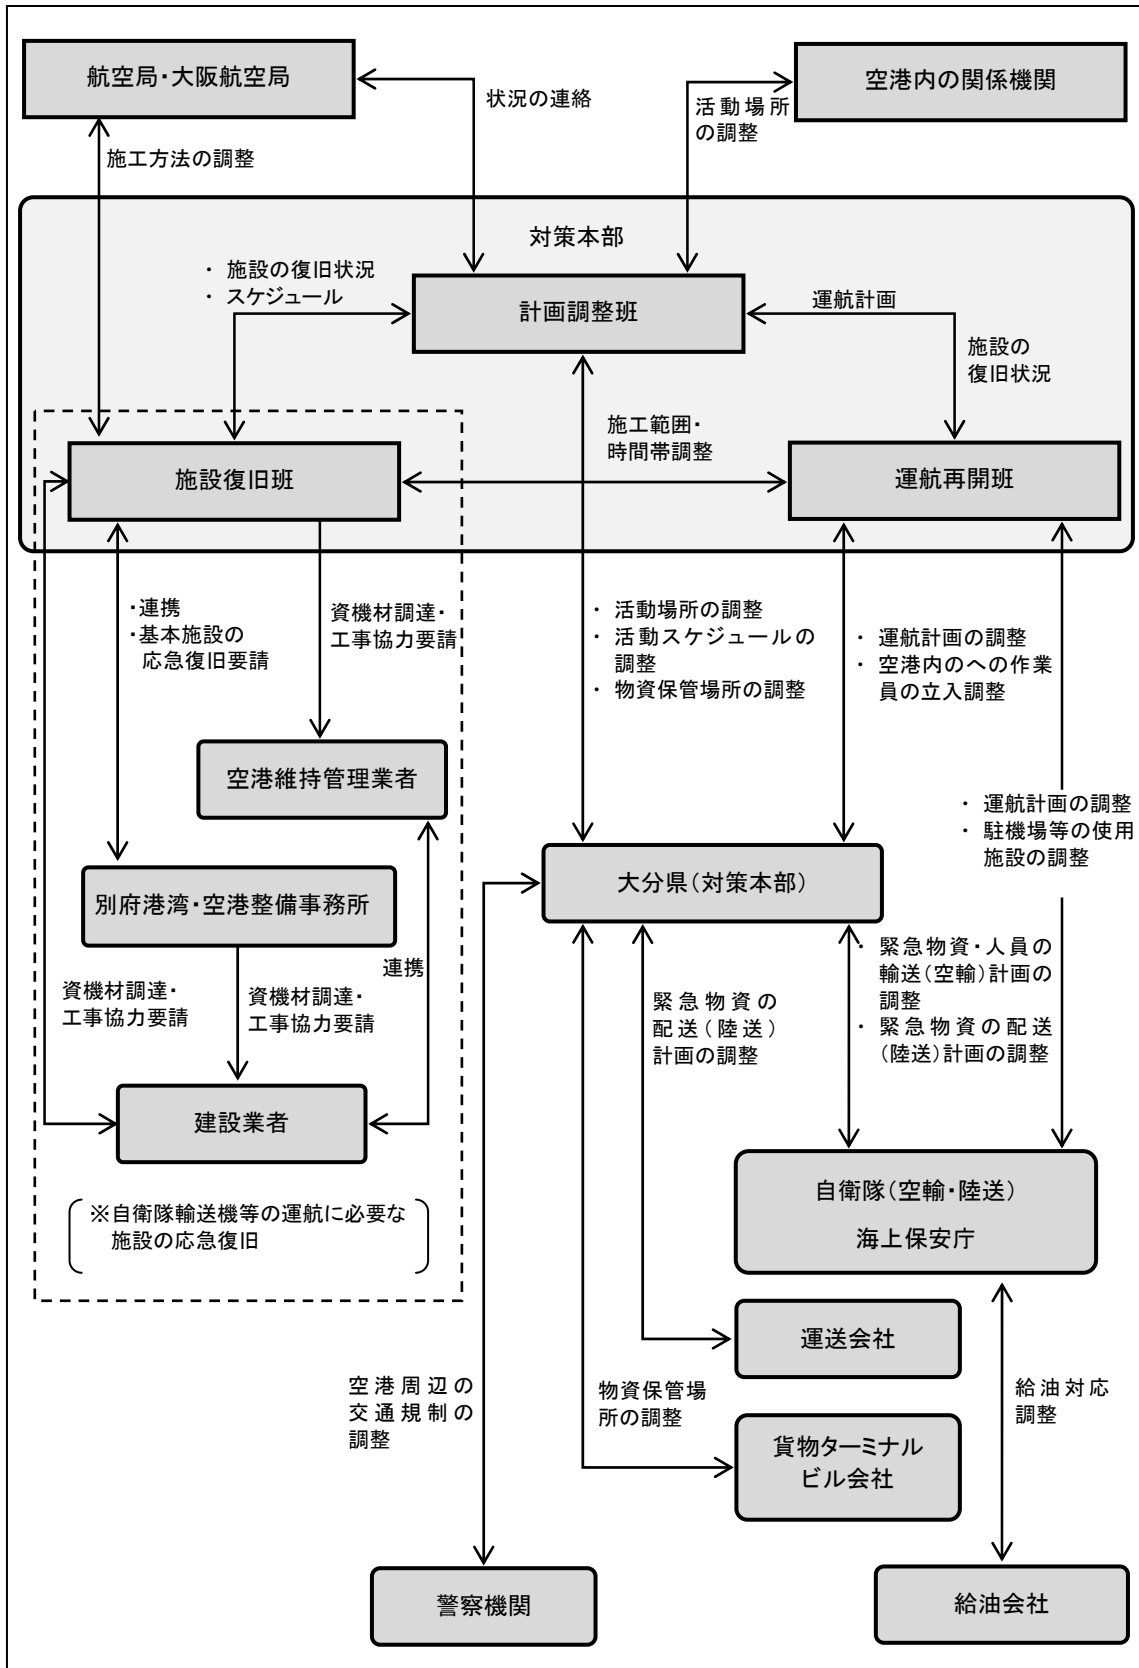 航空局・大阪航空局
空港内の関係機関
状況の連絡
活動場所
の調整
施工方法の調整
対策本部
・ 施設の復旧状況
・ スケジュール
計画調整班
運航計画
施設の
復旧状況
施工範囲・
時間帯調整
施設復旧班
運航再開班
・連携
・基本施設の
応急復旧要請
資機材調達・
工事協力要請
・ 活動場所の調整
・ 活動スケジュールの
調整
・ 物資保管場所の調整
・ 運航計画の調整
・ 空港内のへの作業
員の立入調整
空港維持管理業者
・ 運航計画の調整
・ 駐機場等の使用
施設の調整
大分県(対策本部)
別府港湾・空港整備事務所
連携
資機材調達・
工事協力要請
資機材調達・
工事協力要請
緊急物資の
配送(陸送)
計画の調整
・ 緊急物資・人員の
輸送(空輸)計画の
調整
・ 緊急物資の配送
(陸送)計画の調整
建設業者
※自衛隊輸送機等の運航に必要な
施設の応急復旧
自衛隊(空輸・陸送)
海上保安庁
運送会社
空港周辺の
交通規制の
調整
物資保管場
所の調整
給油対応
調整
貨物ターミナル
ビル会社
警察機関
給油会社